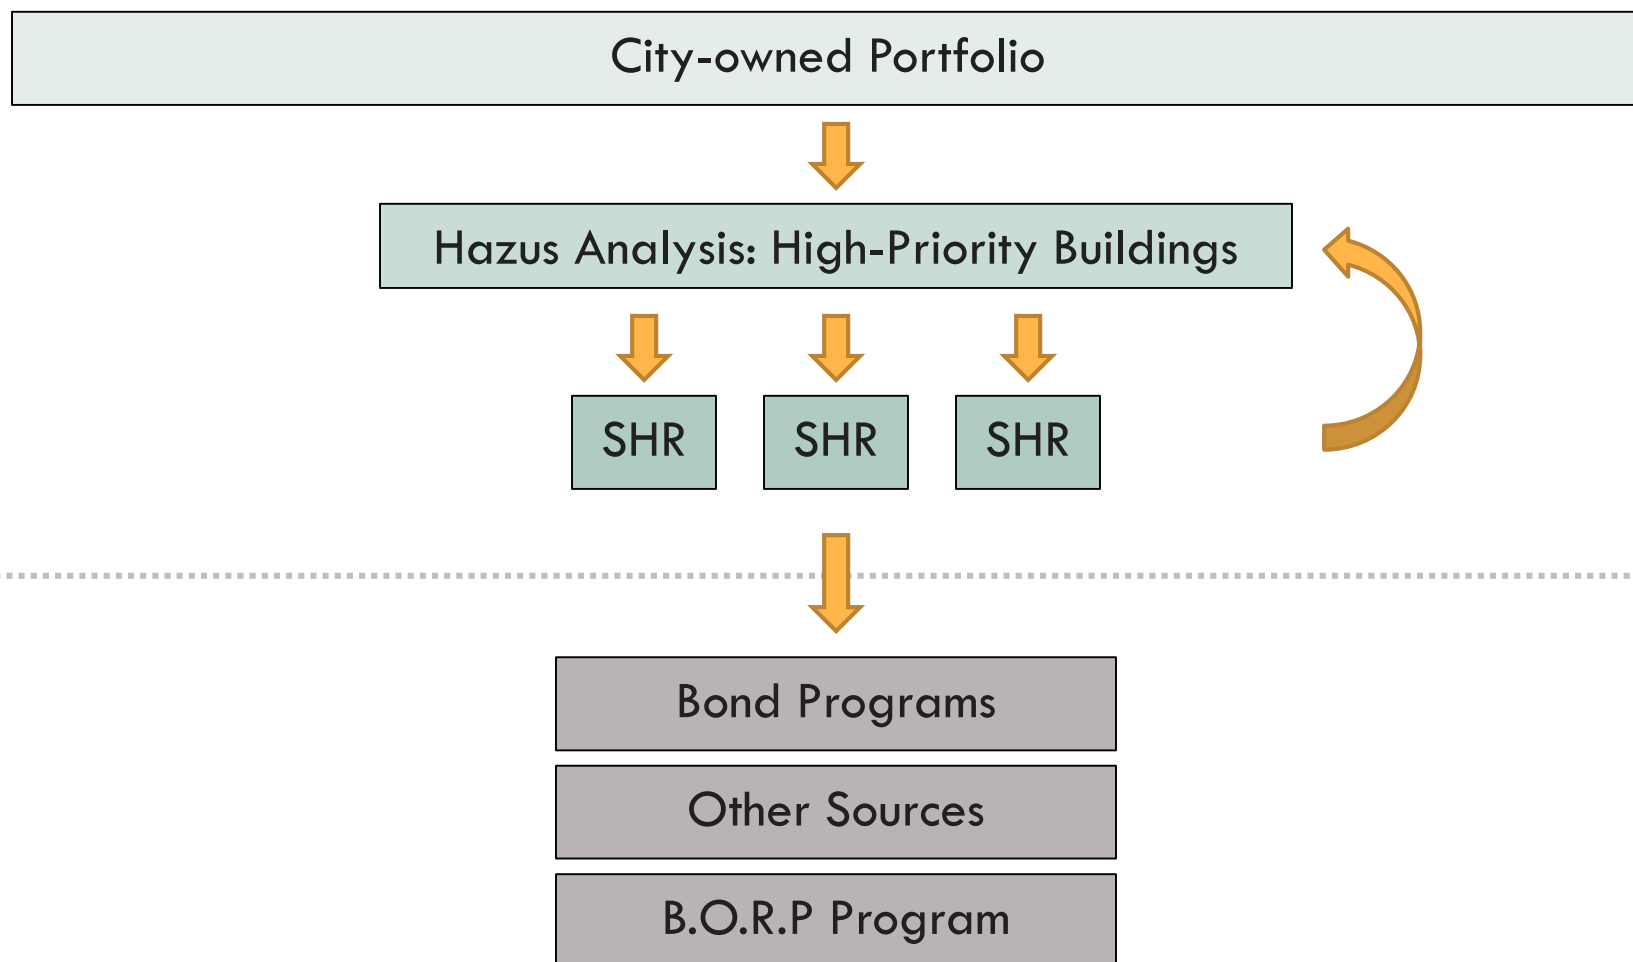 City-owned Portfolio
Hazus Analysis: High-Priority Buildings
SHR
SHR
SHR
Bond Programs
Other Sources
B.O.R.P Program